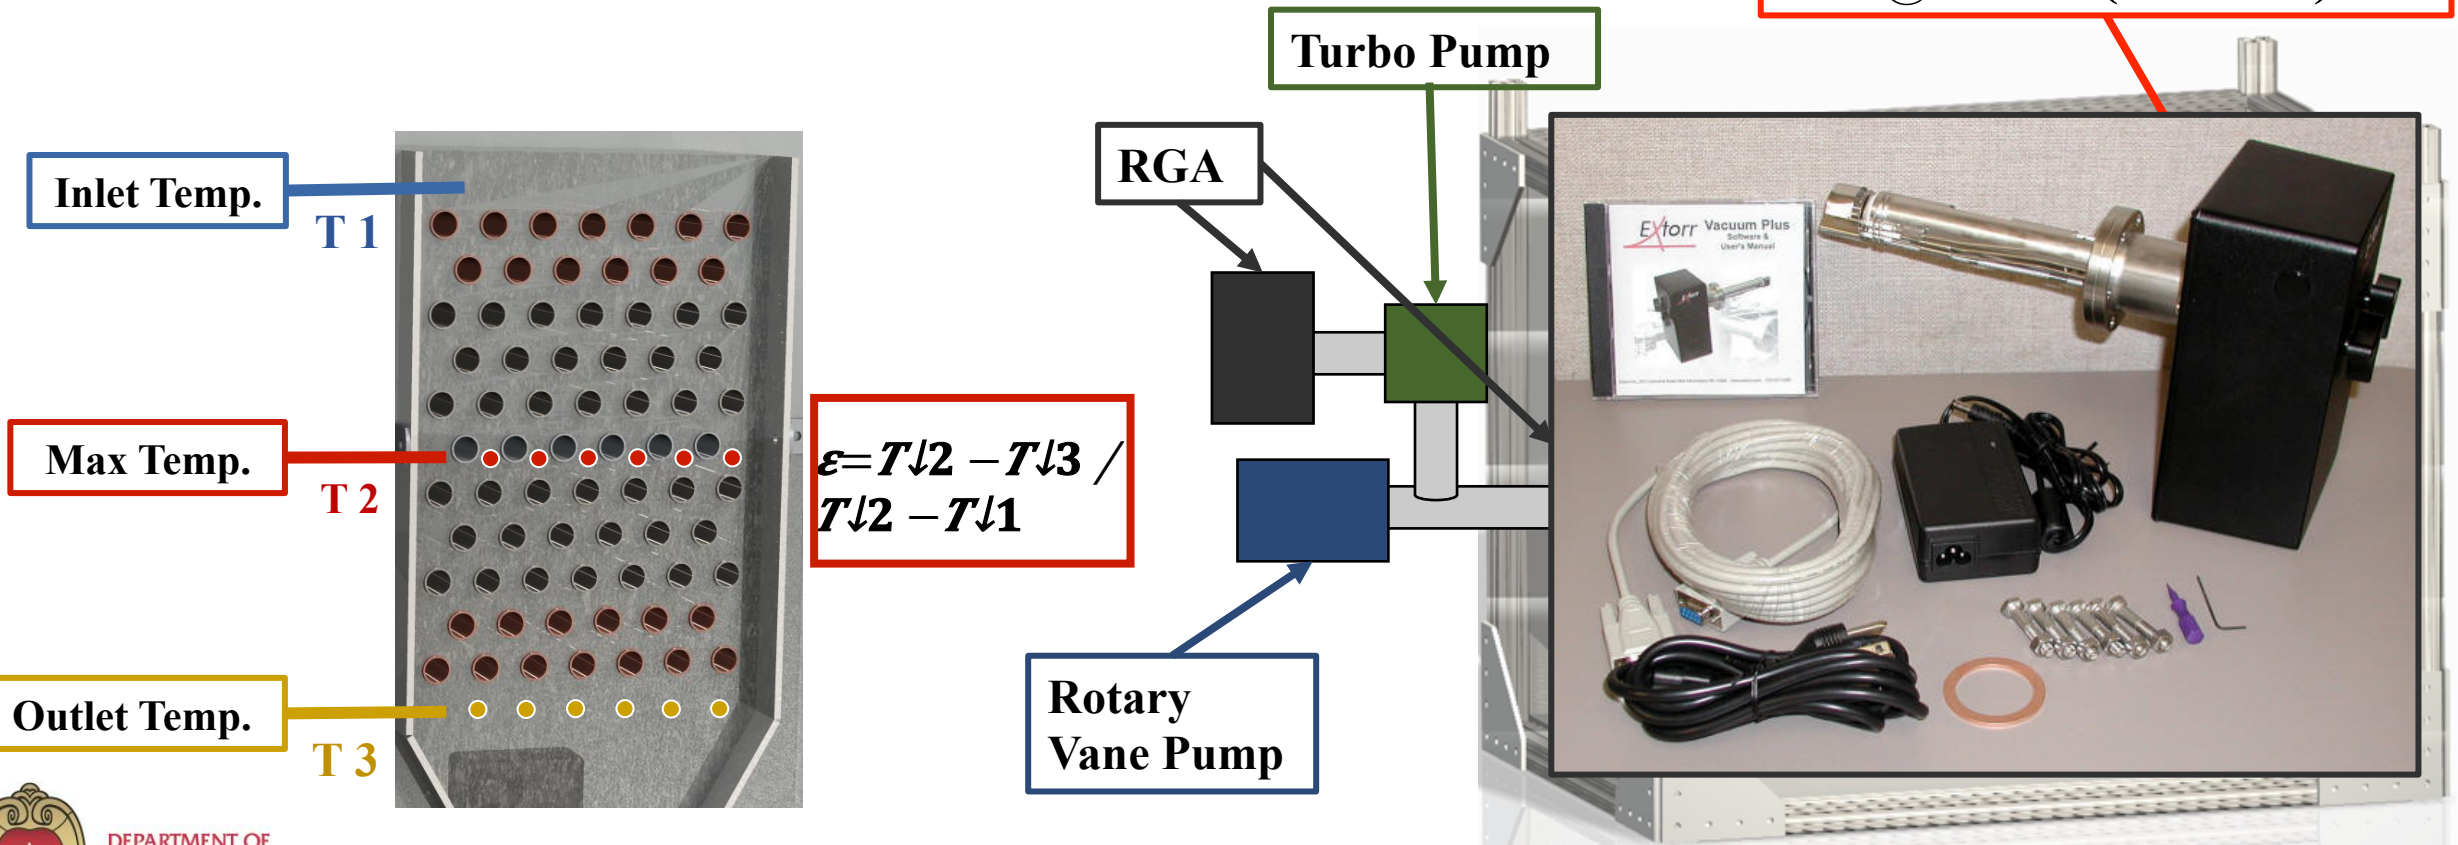 Turbo Pump
RGA
Inlet Temp.
T 1
Extorr Vacuum Plus
Software &
User's Manual
Max Temp.
T 2
ε=T↓2 −T↓3 /
T↓2 −T↓1
Outlet Temp.
T 3
Rotary
Vane Pump
DEPARTMENT OF